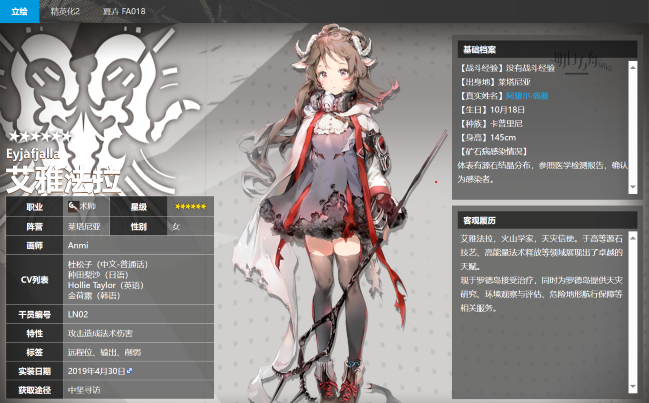 立绘 精英化2 夏卉 FA018
Eyjafjalla
艾雅法拉
职业 术师 星级
阵营 莱塔尼亚 性别 女
画师 Anmi
CV列表
杜松子（中文-普通话）
种田梨沙（日语）
Hollie Taylor（英语）
金荷露（韩语）
干员编号 LN02
特性 攻击造成法术伤害
标签 远程位、输出、削弱
实装日期 2019年4月30日
获取途径 中坚寻访
基础档案
【战斗经验】没有战斗经验
【出身地】莱塔尼亚
【真实姓名】阿黛尔·瑙曼
【生日】10月18日
【种族】卡普里尼
【身高】145cm
【矿石病感染情况】
体表有源石结晶分布，参照医学检测报告，确认
为感染者。
客观履历
艾雅法拉，火山学家，天灾信使。于高等源石
技艺、高能量法术释放等领域展现出了卓越的
天赋。
现于罗德岛接受治疗，同时为罗德岛提供天灾
研究、环境观察与评估、危险地形航行保障等
相关服务。